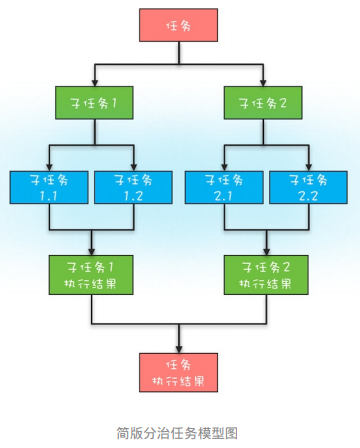 任务
子任务1
子任务2
子任务
1.1
子任务
1.2
子任务
2.1
子任务
2.2
子任务1
执行结果
子任务2
执行结果
任务
执行结果
简版分治任务模型图